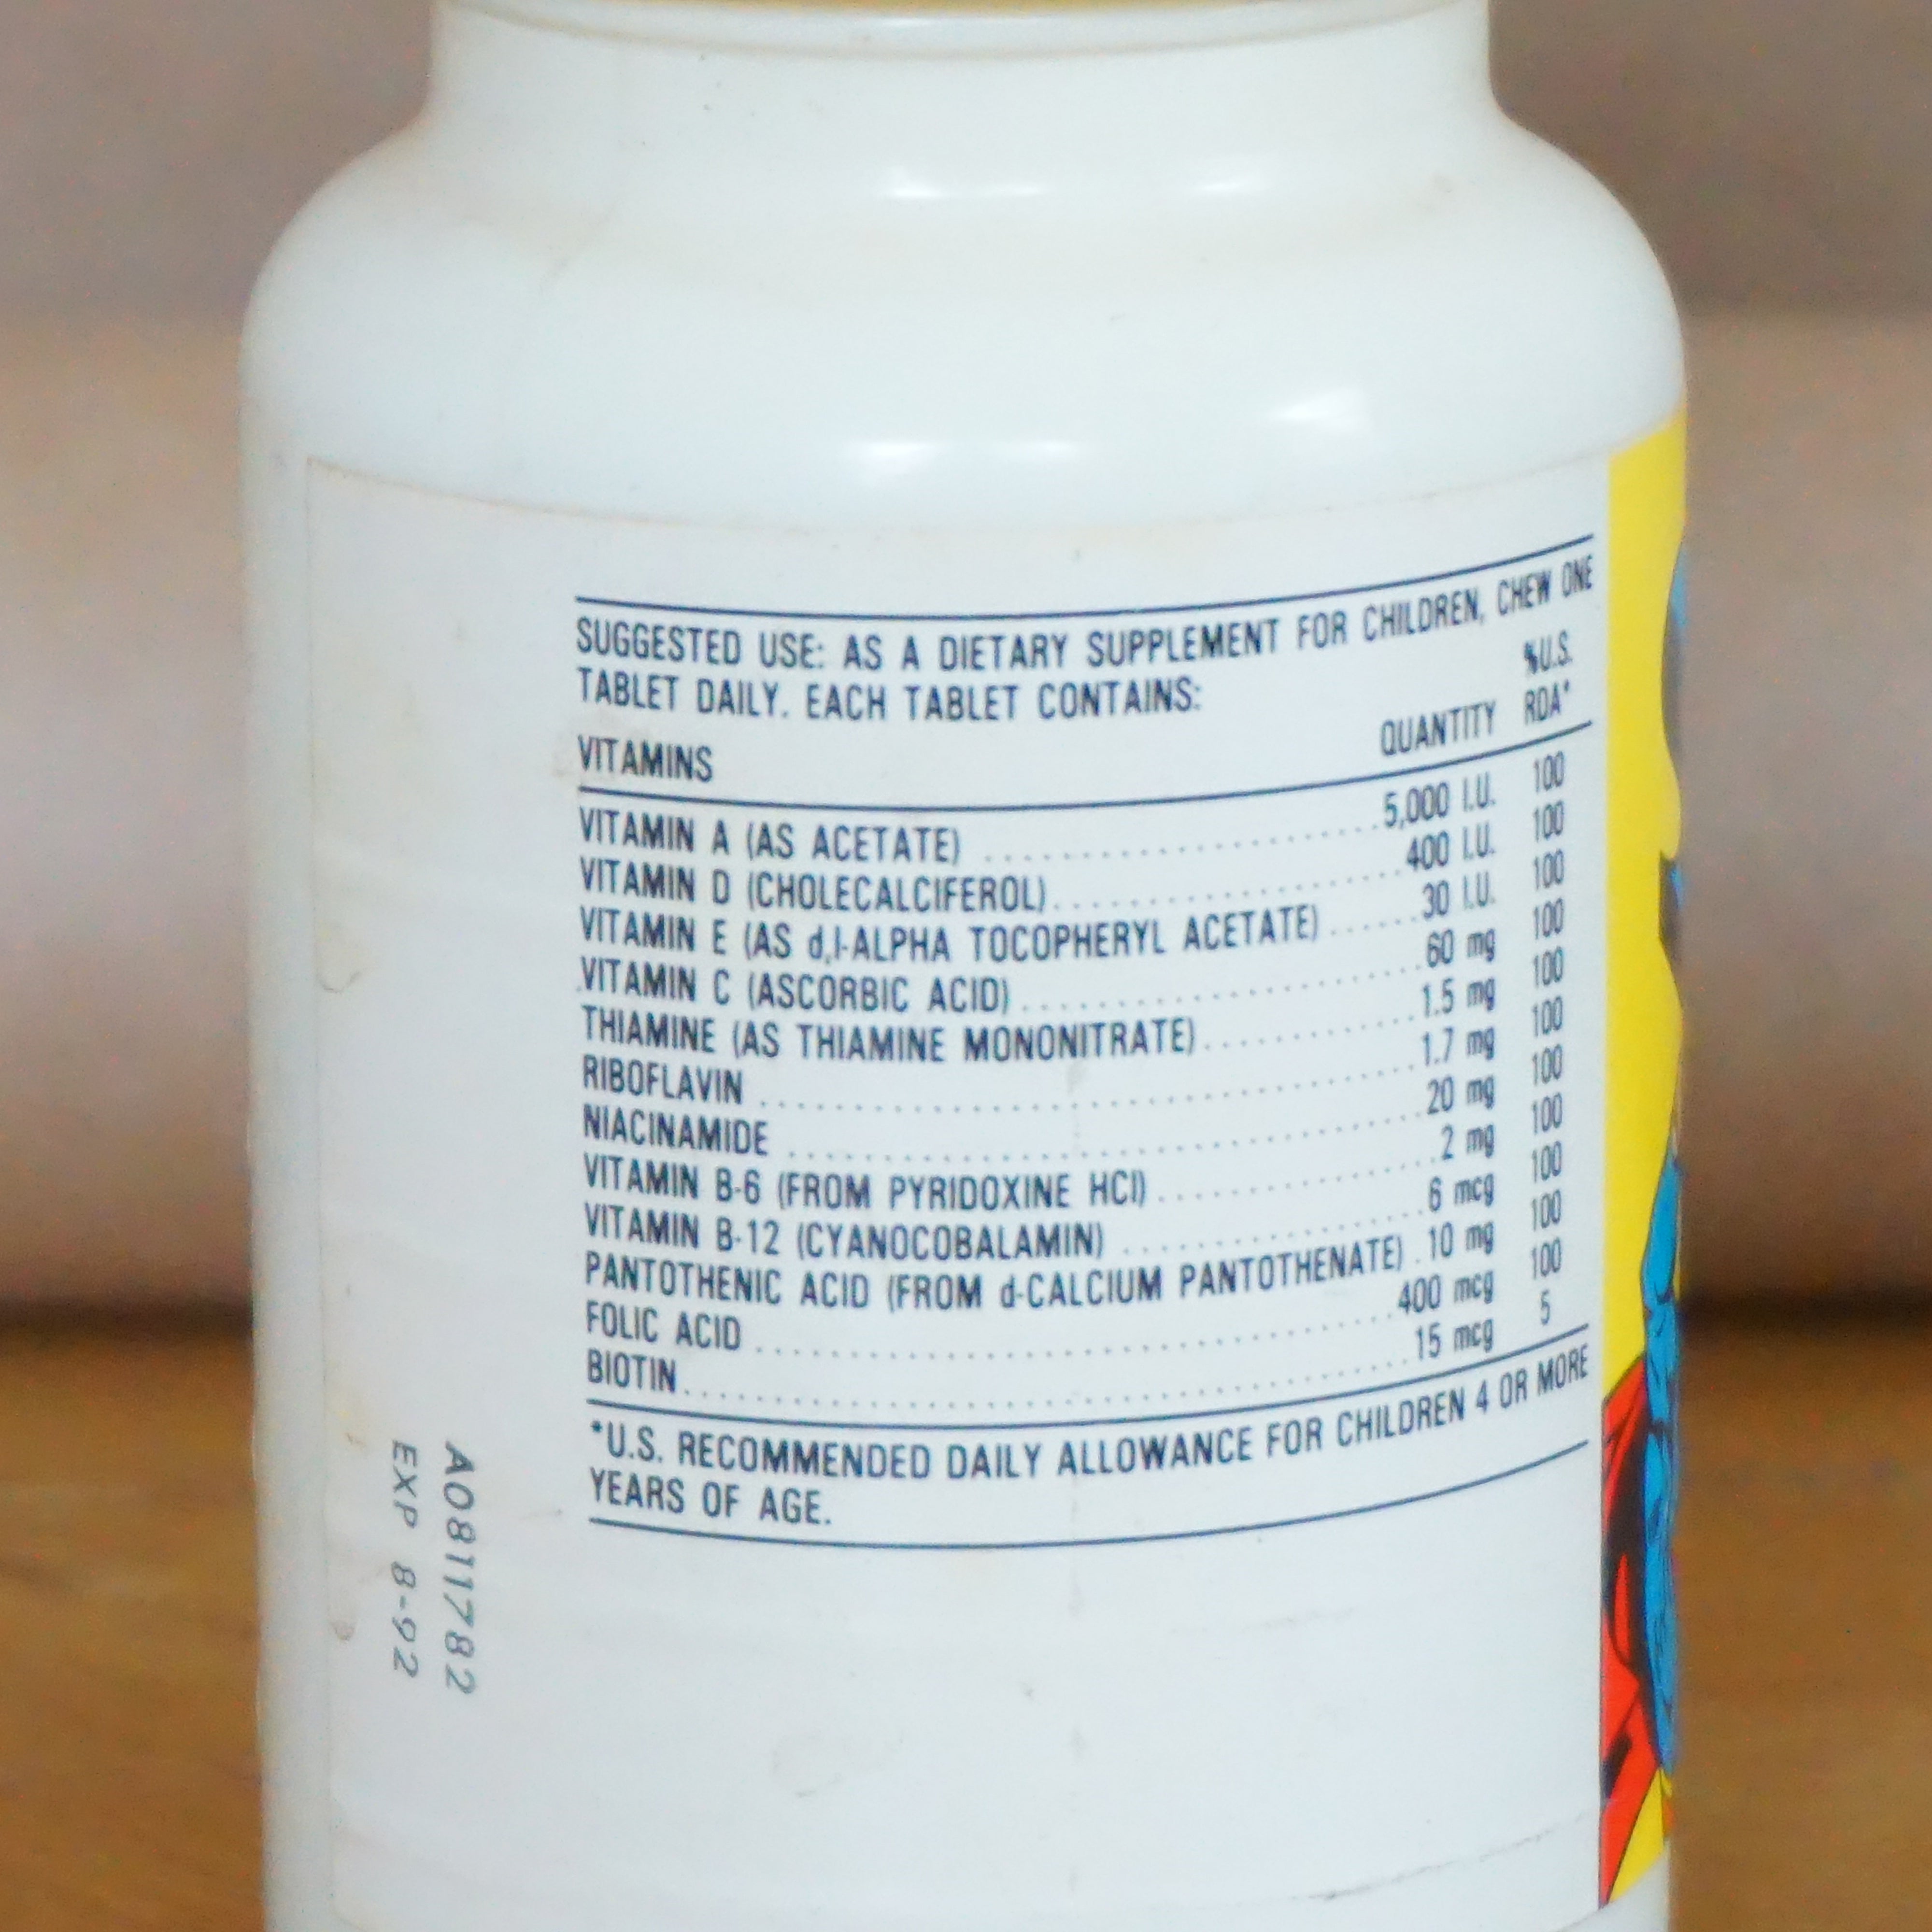 SUGGESTED USE: AS A DIETARY SUPPLEMENT FOR CHILDREN, CHEW ONE
TABLET DAILY. EACH TABLET CONTAINS:
%U.S.
VITAMINS QUANTITY RDA*
VITAMIN A (AS ACETATE) ........................ 5,000 I.U. 100
VITAMIN D (CHOLECALCIFEROL) ........................ 400 I.U. 100
VITAMIN E (AS d,l-ALPHA TOCOPHERYL ACETATE) ...... 30 I.U. 100
VITAMIN C (ASCORBIC ACID) ........................ 60 mg 100
THIAMINE (AS THIAMINE MONONITRATE) ............... 1.5 mg 100
RIBOFLAVIN ........................ 1.7 mg 100
NIACINAMIDE ........................ 20 mg 100
VITAMIN B-6 (FROM PYRIDOXINE HCl) ............... 2 mg 100
VITAMIN B-12 (CYANOCOBALAMIN) ............... 6 mcg 100
PANTOTHENIC ACID (FROM d-CALCIUM PANTOTHENATE) . 10 mg 100
FOLIC ACID ........................ 400 mcg 100
BIOTIN ........................ 15 mcg 5
*U.S. RECOMMENDED DAILY ALLOWANCE FOR CHILDREN 4 OR MORE
YEARS OF AGE.
A0811782
EXP 8-92